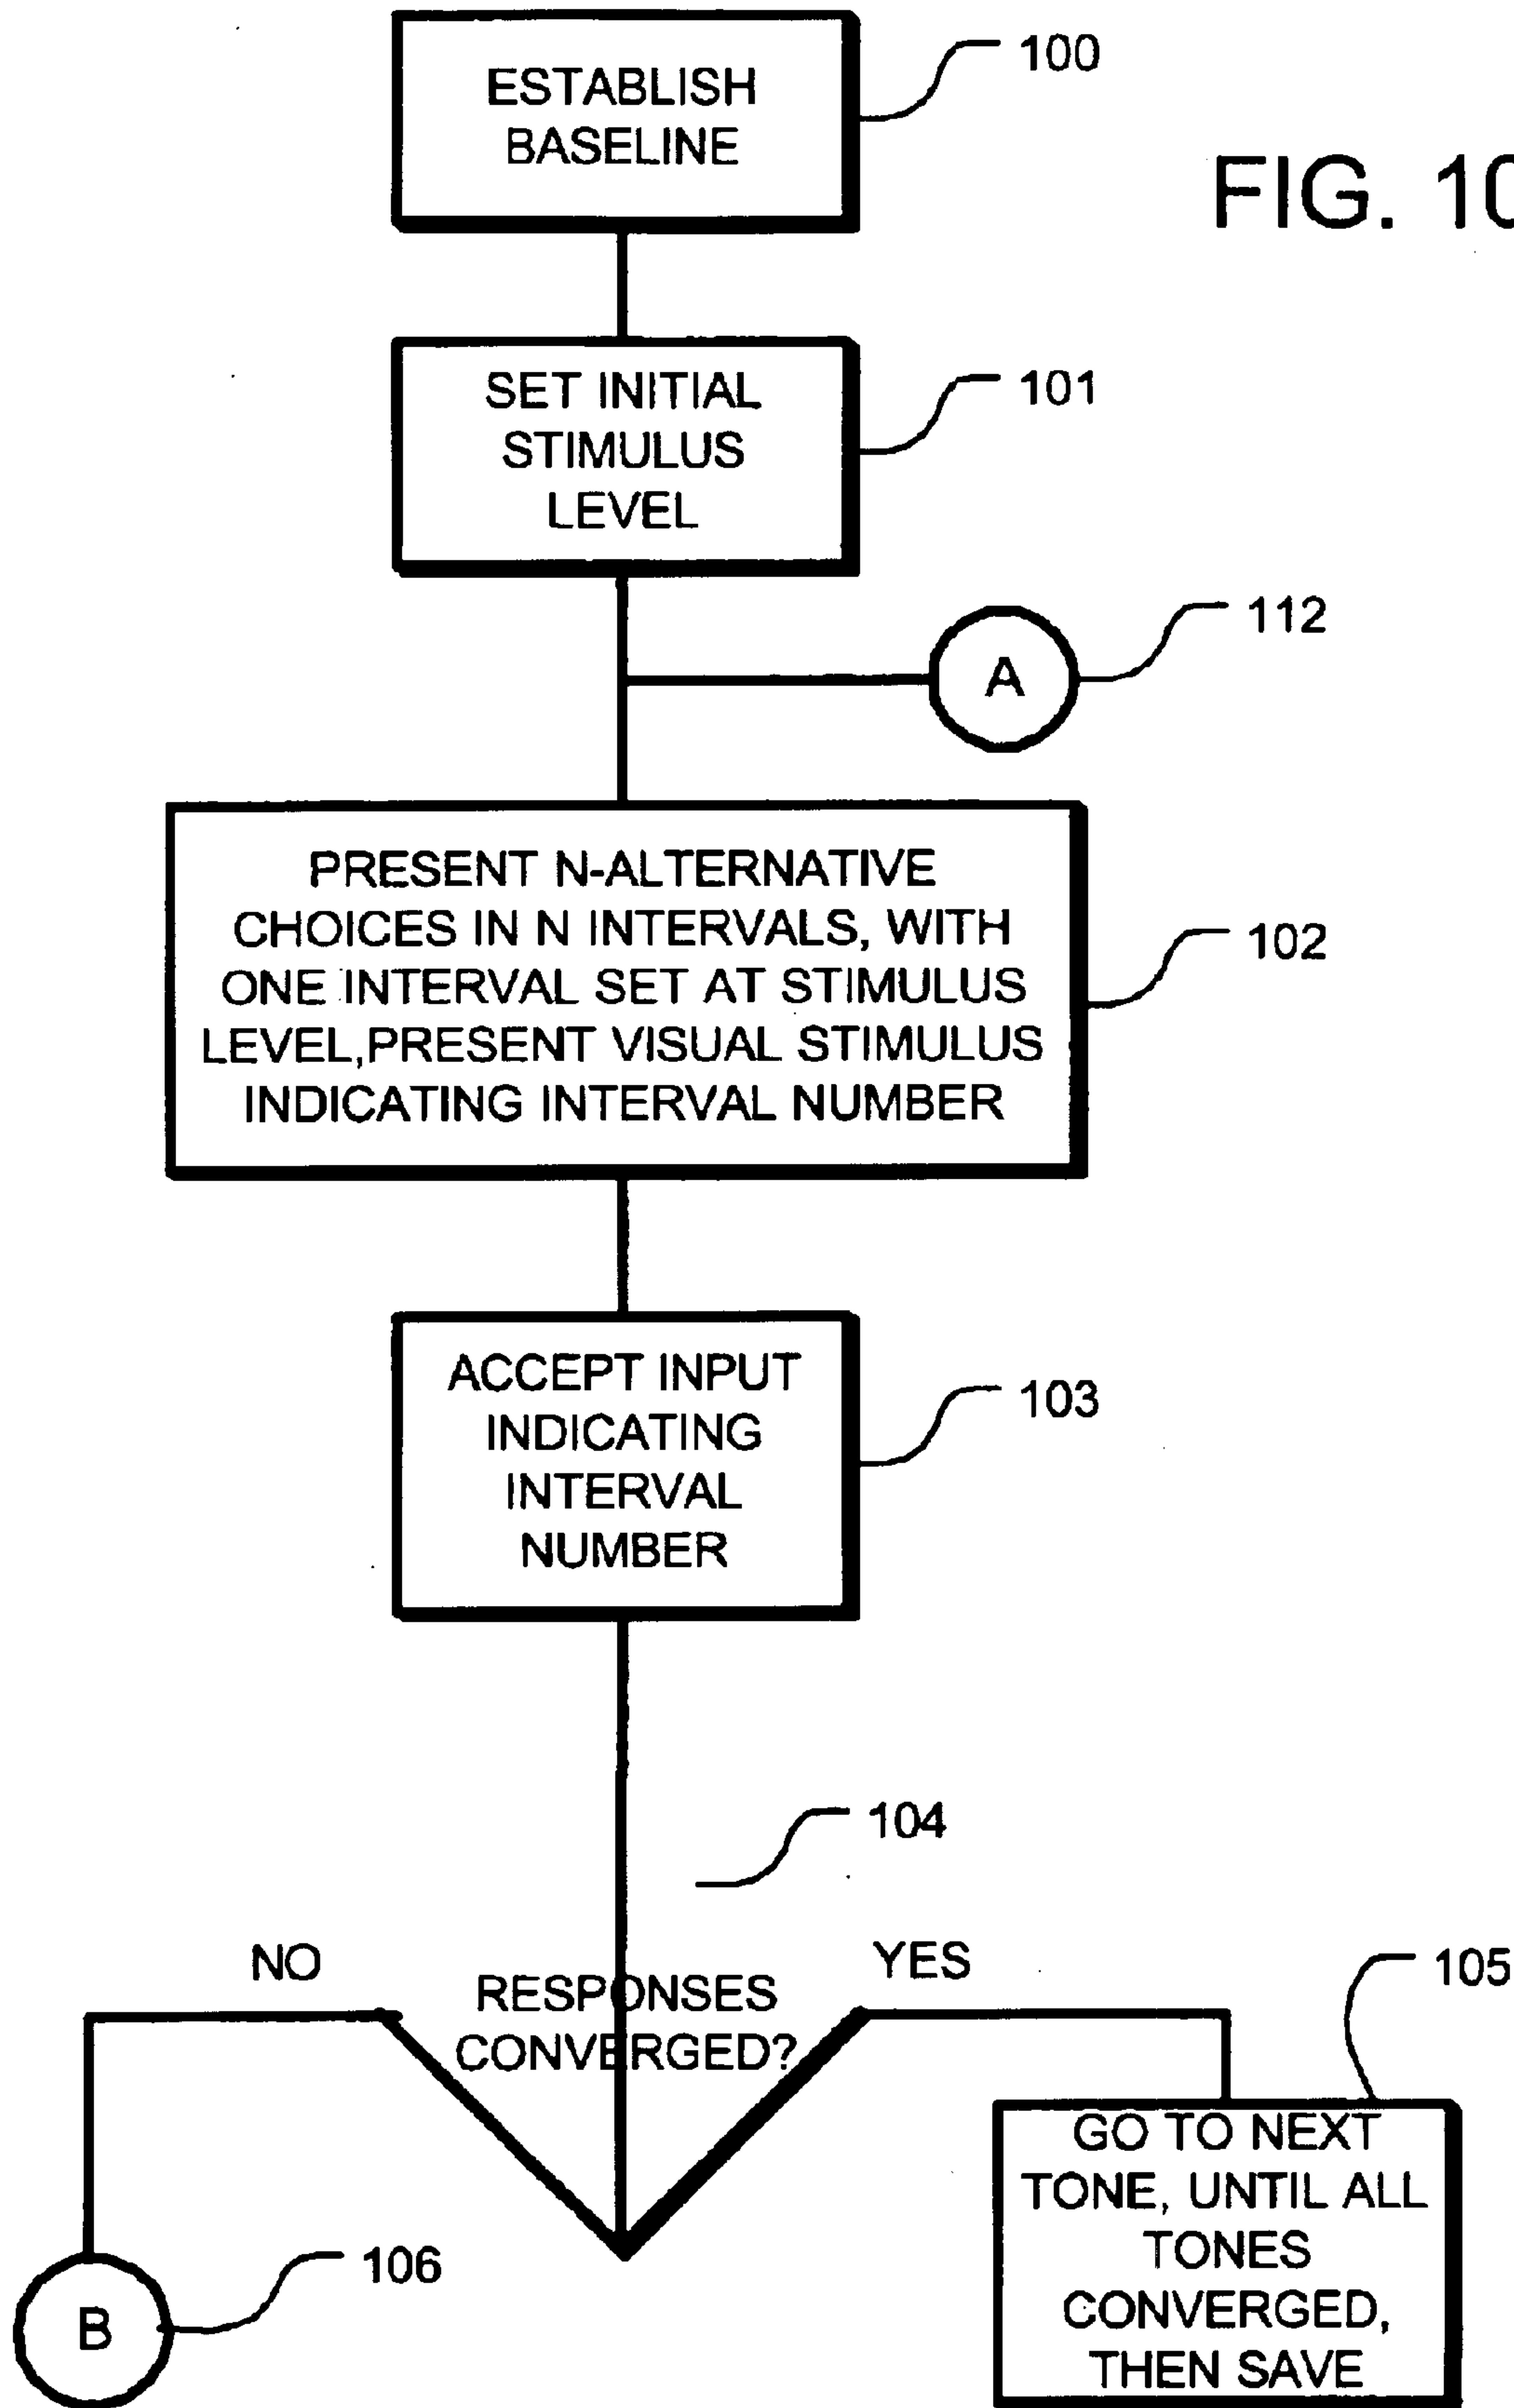 ESTABLISH
BASELINE
100
FIG. 10
SET INITIAL
STIMULUS
LEVEL
101
A
112
PRESENT N-ALTERNATIVE
CHOICES IN N INTERVALS, WITH
ONE INTERVAL SET AT STIMULUS
LEVEL,PRESENT VISUAL STIMULUS
INDICATING INTERVAL NUMBER
102
ACCEPT INPUT
INDICATING
INTERVAL
NUMBER
103
104
NO
RESPONSES
CONVERGED?
YES
105
GO TO NEXT
TONE, UNTIL ALL
TONES
CONVERGED,
THEN SAVE
B
106